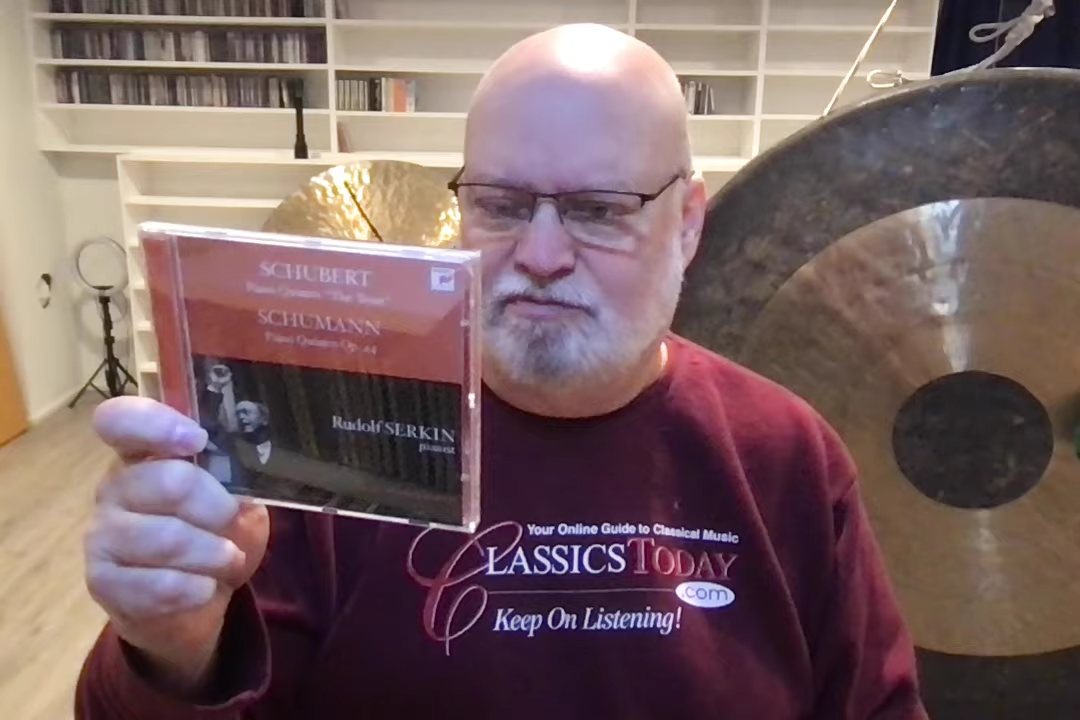 SCHUBERT
Piano Quintet "The Trout"
SCHUMANN
Piano Quintet Op. 44
Rudolf SERKIN
pianist
Your Online Guide to Classical Music
CLASSICSTODAY
.com
Keep On Listening!